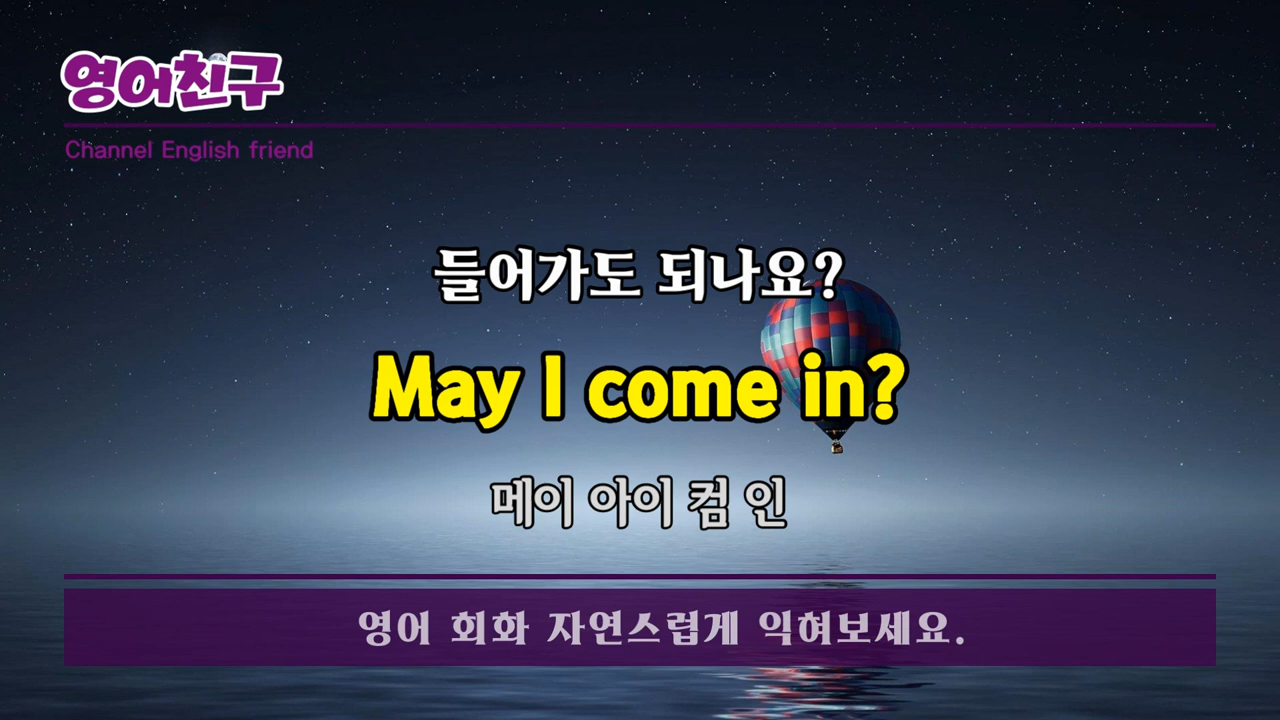 영어친구
Channel English friend
들어가도 되나요?
May I come in?
메이 아이 컴 인
영어 회화 자연스럽게 익혀보세요.